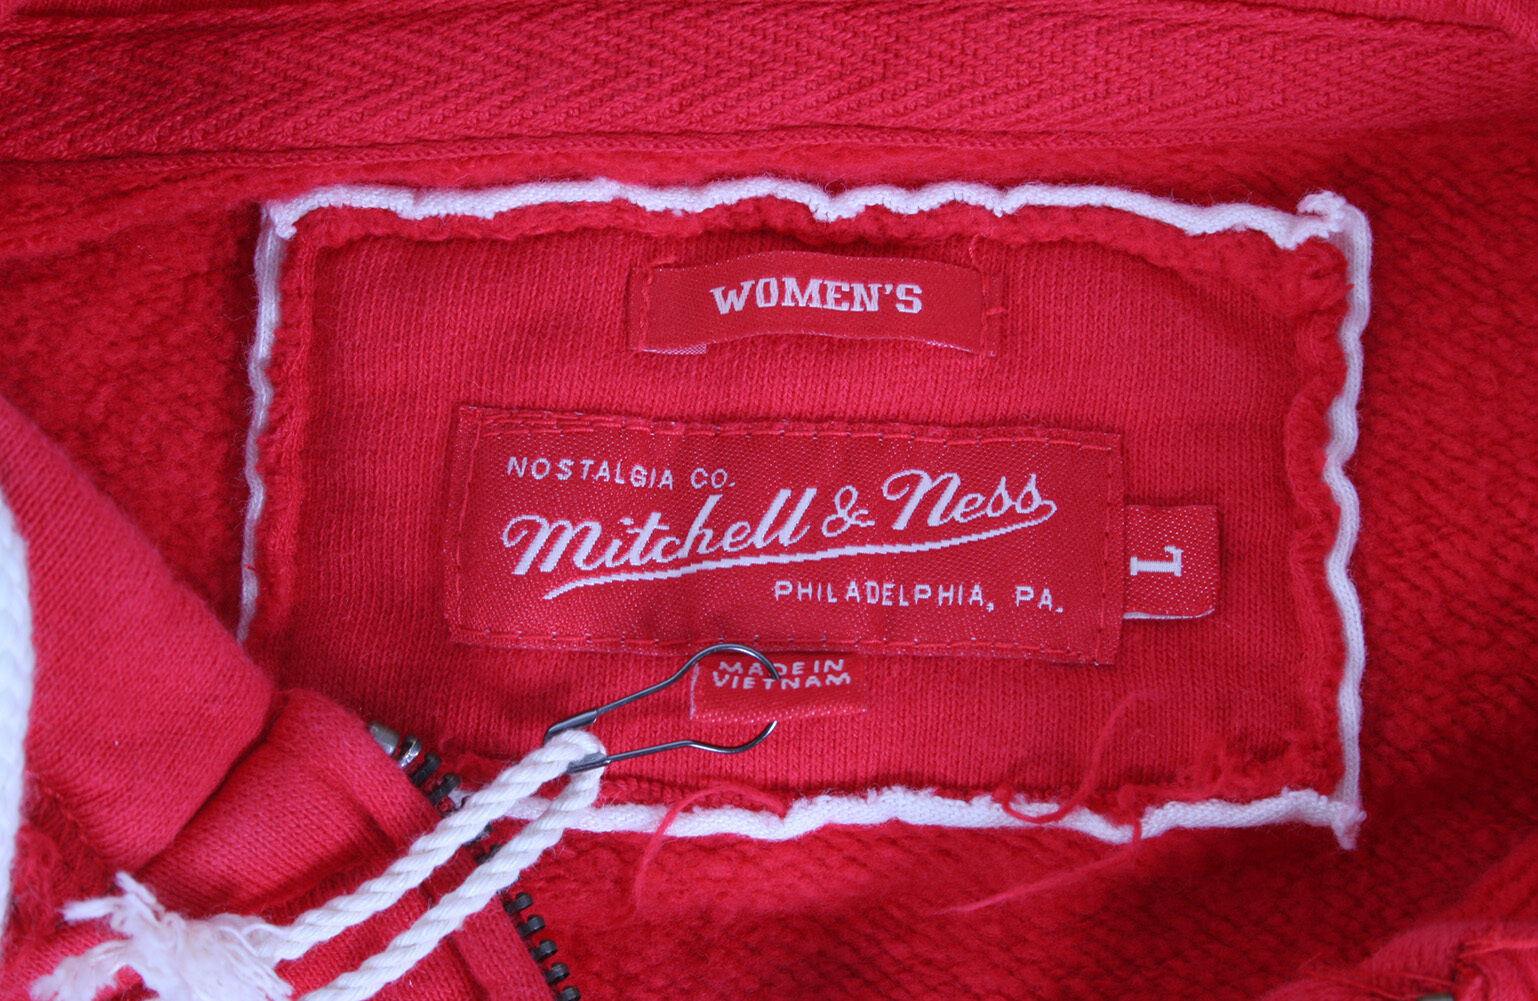 WOMEN'S
NOSTALGIA CO.
Mitchell & Ness
PHILADELPHIA, PA.
L
MADE IN
VIETNAM